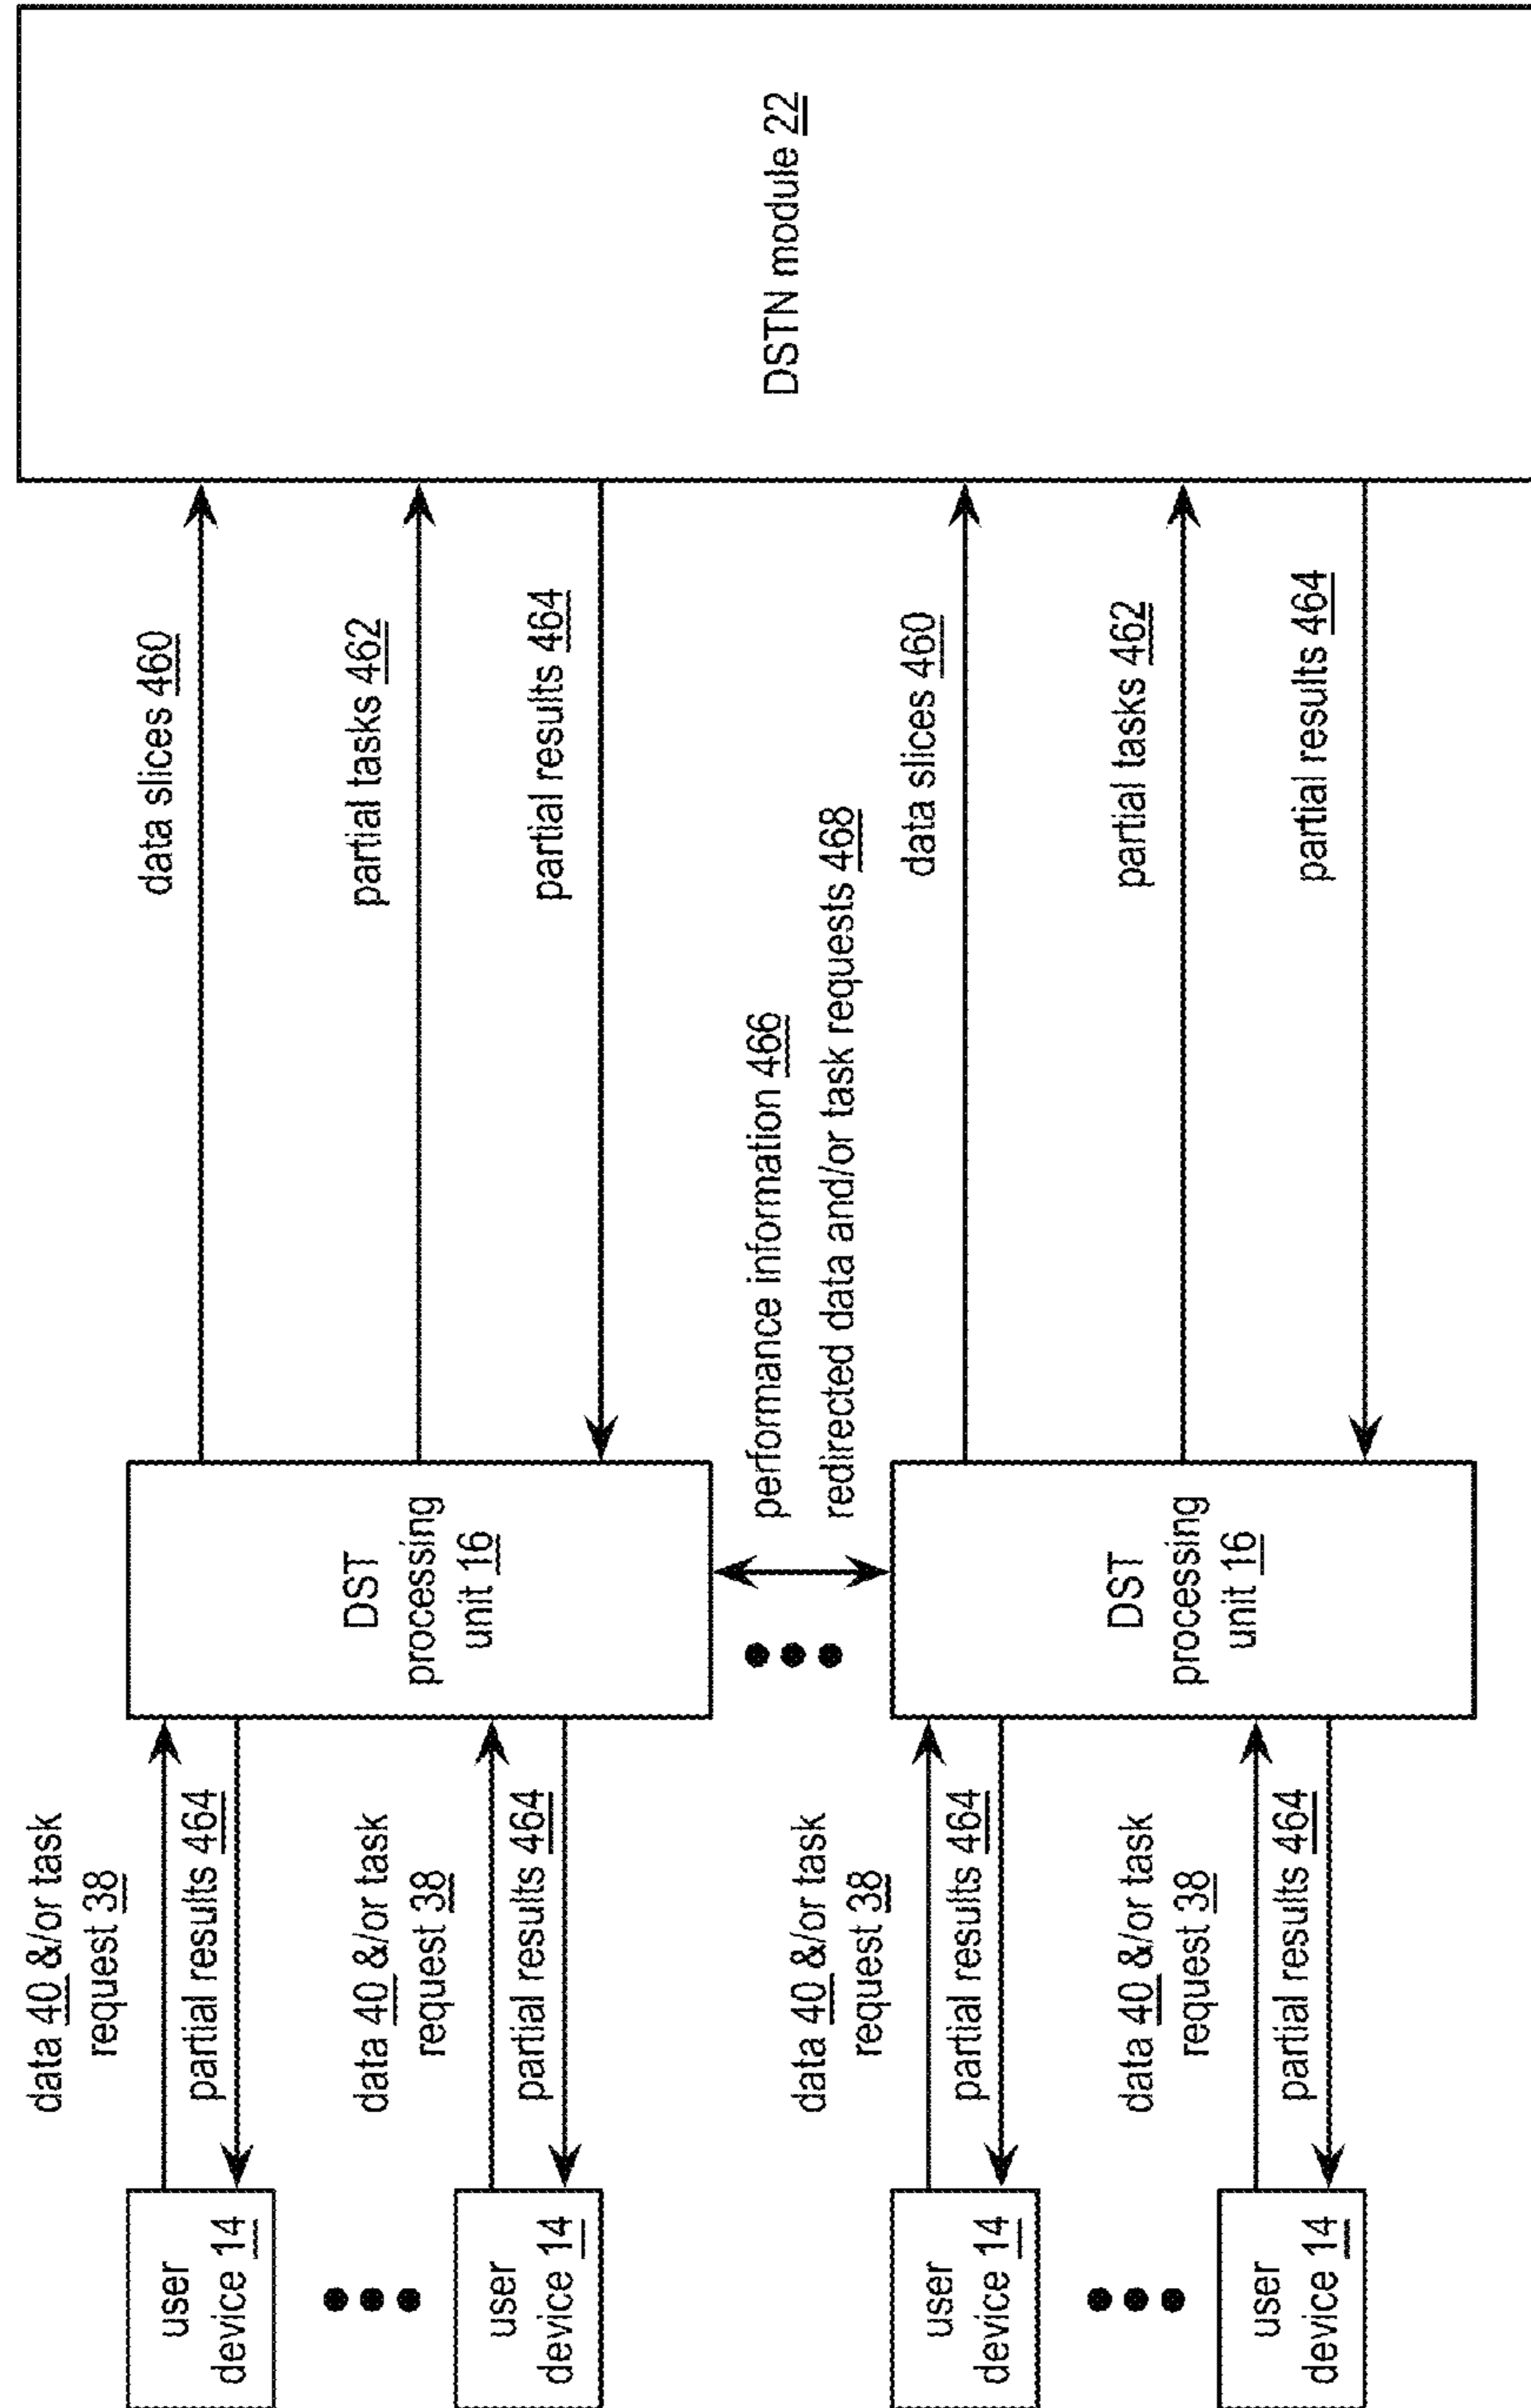 data 40 &/or task
request 38
partial results 464
user
device 14
data 40 &/or task
request 38
partial results 464
user
device 14
DST
processing
unit 16
data slices 460
partial tasks 462
partial results 464
performance information 466
redirected data and/or task requests 468
data 40 &/or task
request 38
partial results 464
user
device 14
data 40 &/or task
request 38
partial results 464
user
device 14
DST
processing
unit 16
data slices 460
partial tasks 462
partial results 464
DSTN module 22